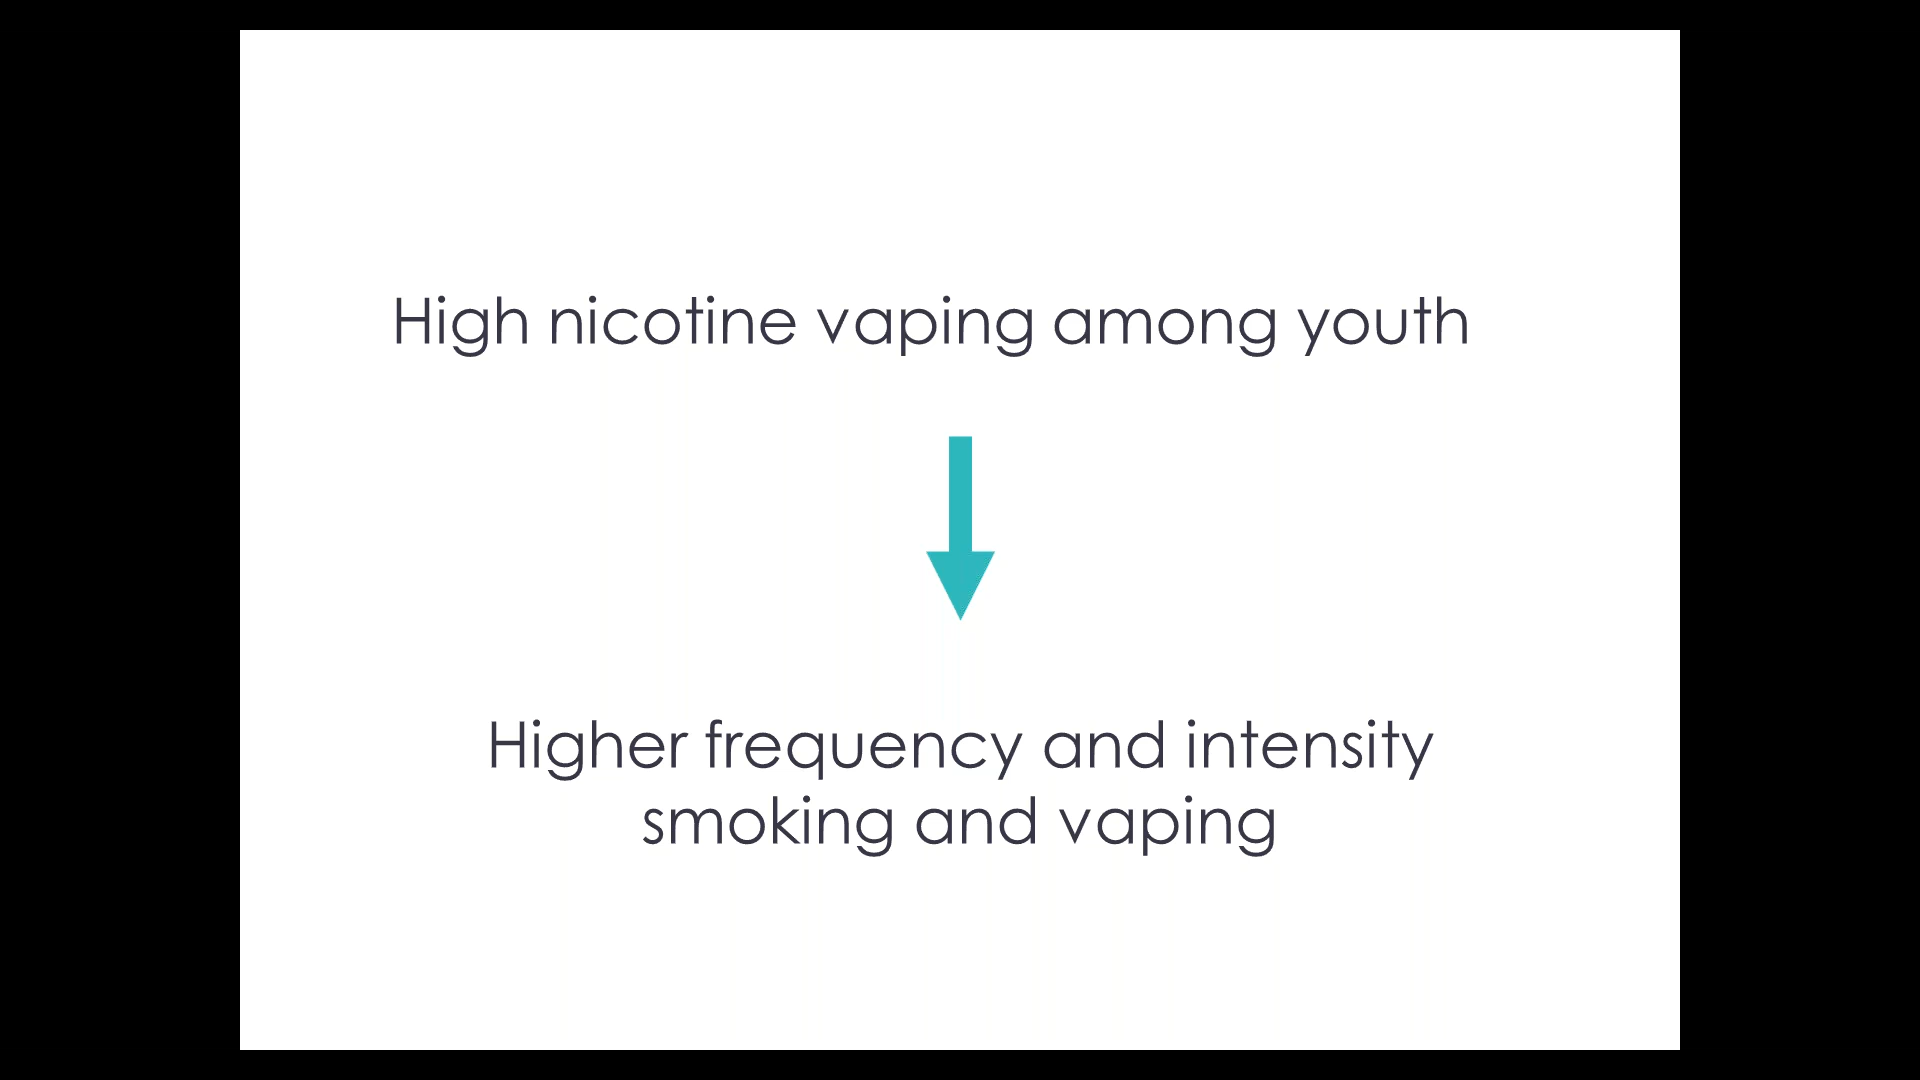 High nicotine vaping among youth
Higher frequency and intensity
smoking and vaping